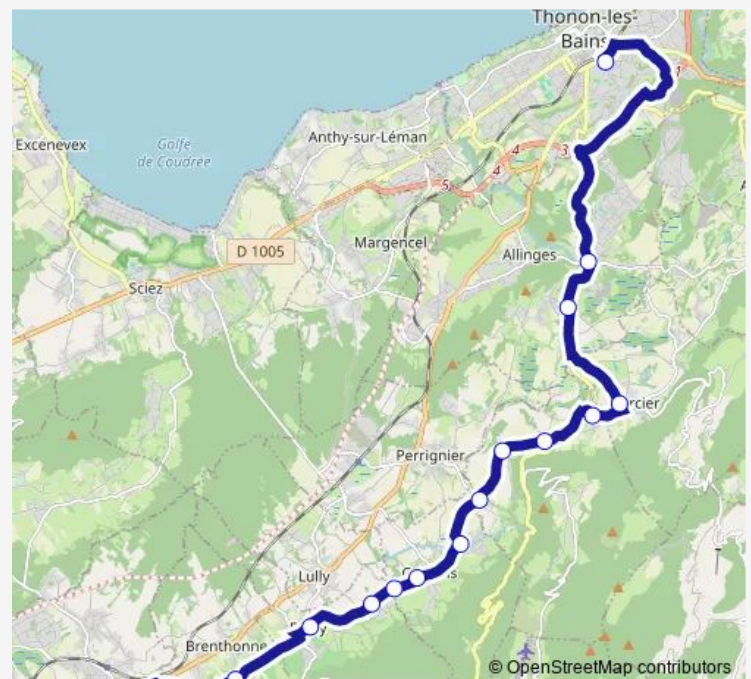 Thonon-les-
Bains
Excenevex
Golfe
de Coudrée
Anthy-sur-Léman
4
3
4
5
1
D 1005
Margencel
Allinges
Sciez
Perrignier
Lully
Brenthonne
© OpenStreetMap contributors